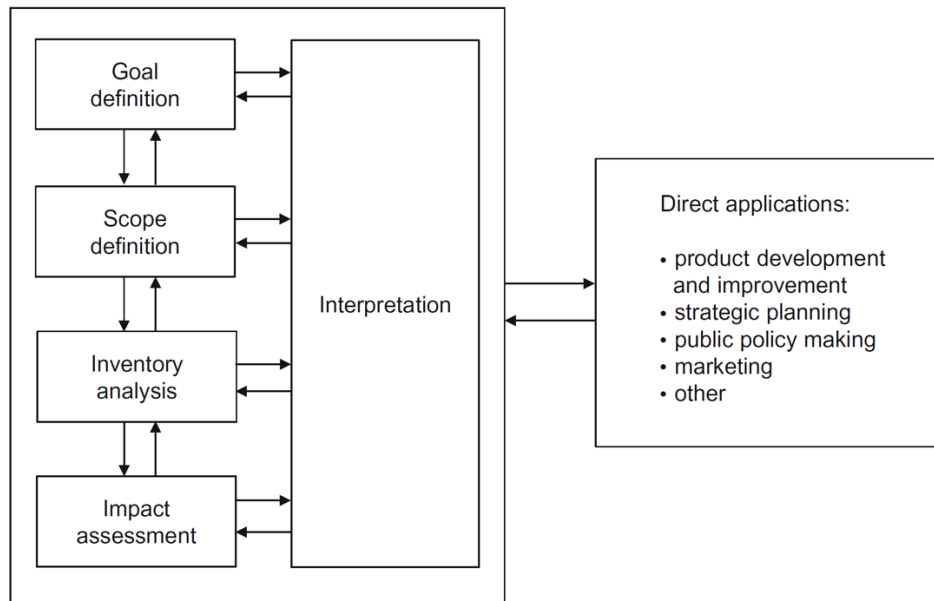 Goal
definition
Scope
definition
Inventory
analysis
Impact
assessment
Interpretation
Direct applications:
• product development
and improvement
• strategic planning
• public policy making
• marketing
• other